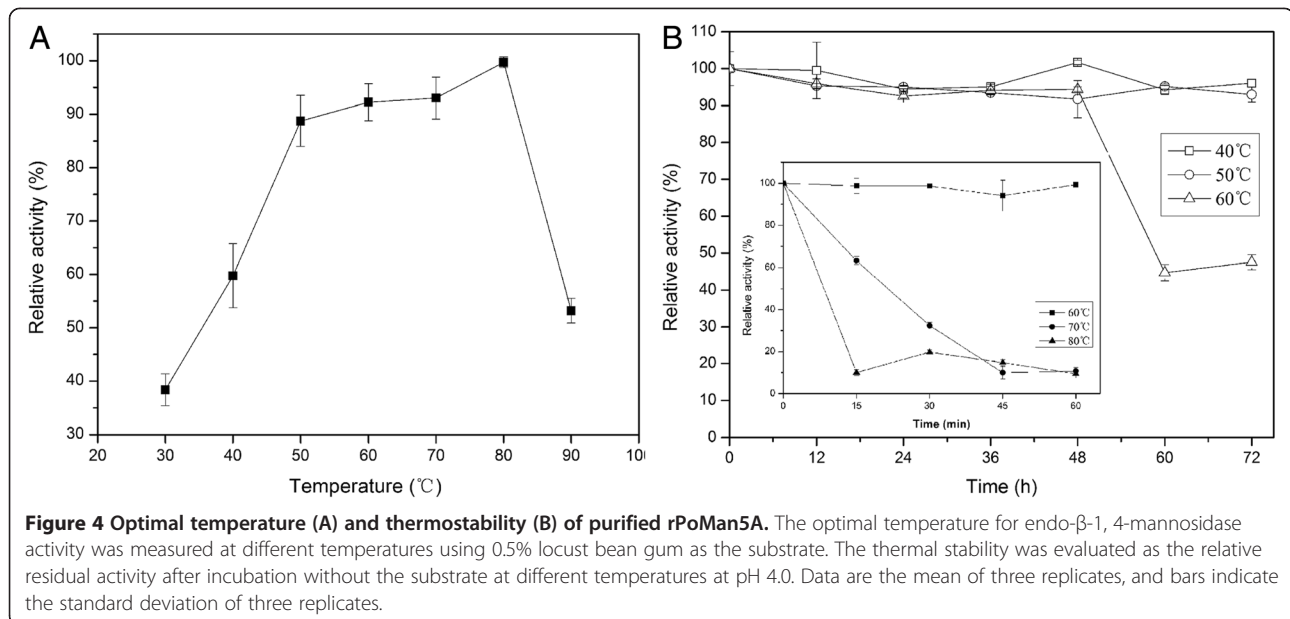 A
Relative activity (%)
100
90
80
70
60
50
40
30
20 30 40 50 60 70 80 90 100
Temperature (℃)
B
Relative activity (%)
110
100
90
80
70
60
50
40
30
20
10
0
0 12 24 36 48 60 72
Time (h)
40℃
50℃
60℃
Relative activity (%)
100
80
60
40
20
0
0 15 30 45 60
Time (min)
60℃
70℃
80℃
Figure 4 Optimal temperature (A) and thermostability (B) of purified rPoMan5A. The optimal temperature for endo-β-1, 4-mannosidase
activity was measured at different temperatures using 0.5% locust bean gum as the substrate. The thermal stability was evaluated as the relative
residual activity after incubation without the substrate at different temperatures at pH 4.0. Data are the mean of three replicates, and bars indicate
the standard deviation of three replicates.